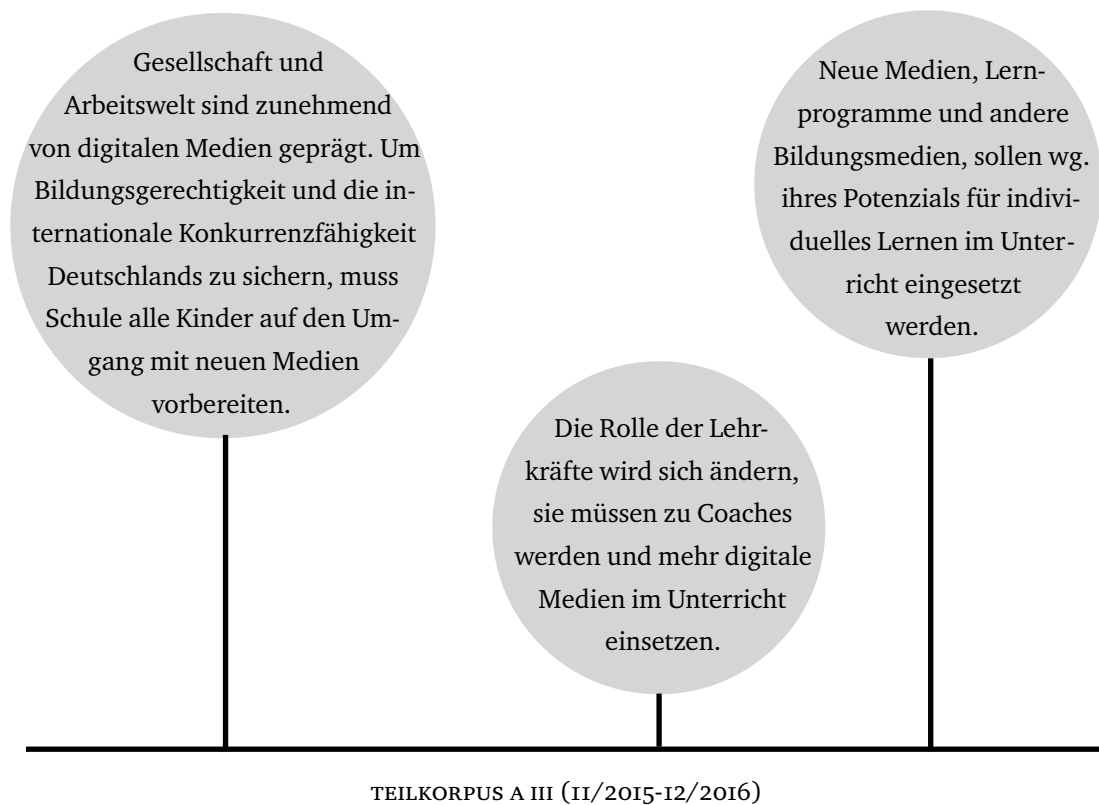 Gesellschaft und
Arbeitswelt sind zunehmend
von digitalen Medien geprägt. Um
Bildungsgerechtigkeit und die in-
ternationale Konkurrenzfähigkeit
Deutschlands zu sichern, muss
Schule alle Kinder auf den Um-
gang mit neuen Medien
vorbereiten.
Die Rolle der Lehr-
kräfte wird sich ändern,
sie müssen zu Coaches
werden und mehr digitale
Medien im Unterricht
einsetzen.
Neue Medien, Lern-
programme und andere
Bildungsmedien, sollen wg.
ihres Potenzials für indivi-
duelles Lernen im Unter-
richt eingesetzt
werden.
TEILKORPUS A III (11/2015-12/2016)